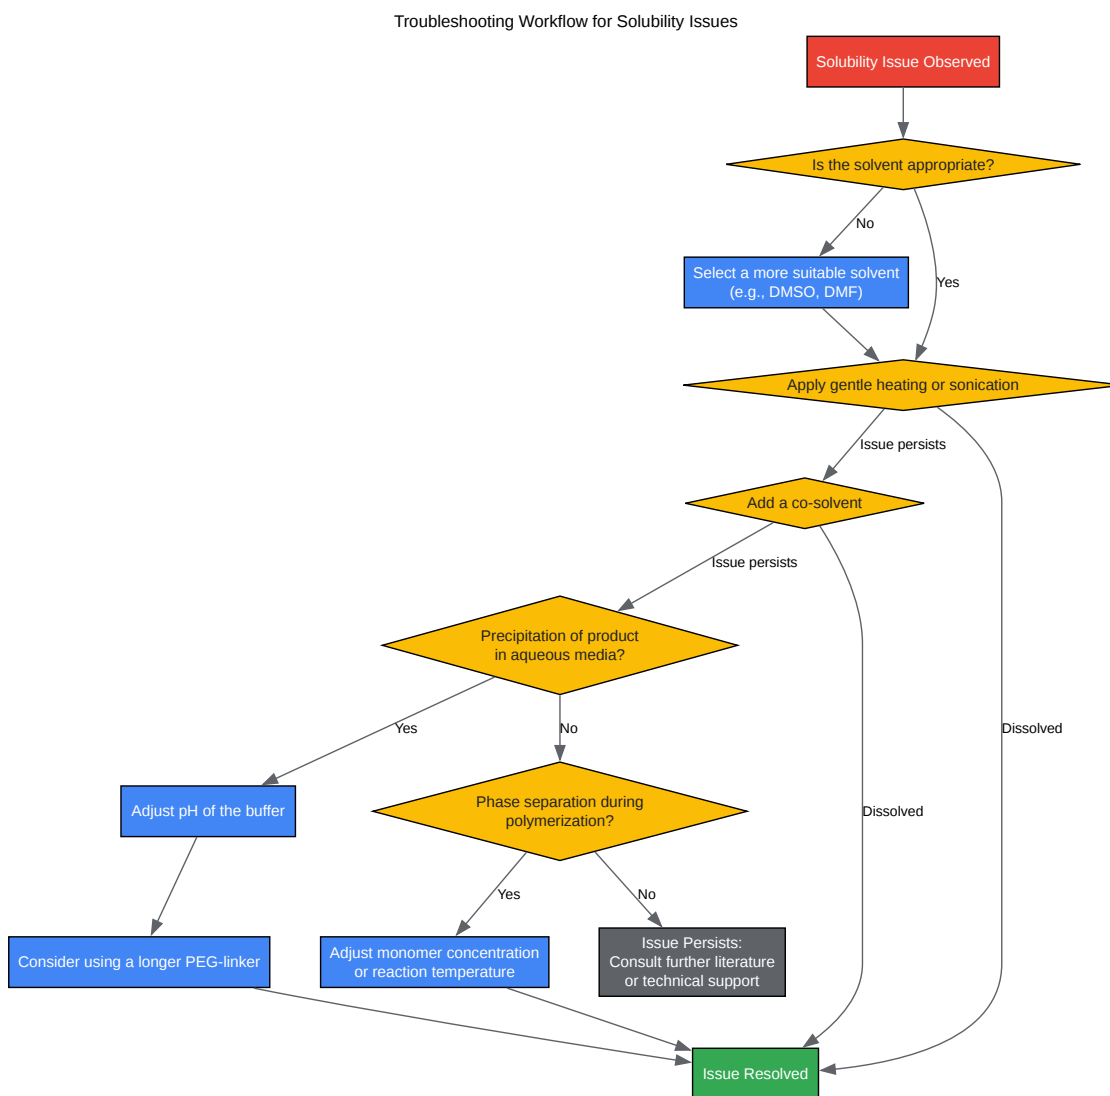 Troubleshooting Workflow for Solubility Issues
Solubility Issue Observed
Is the solvent appropriate?
No
Select a more suitable solvent
(e.g., DMSO, DMF)
Yes
Apply gentle heating or sonication
Issue persists
Add a co-solvent
Issue persists
Precipitation of product
in aqueous media?
Yes
No
Dissolved
Adjust pH of the buffer
Phase separation during
polymerization?
Dissolved
Yes
No
Consider using a longer PEG-linker
Adjust monomer concentration
or reaction temperature
Issue Persists:
Consult further literature
or technical support
Issue Resolved